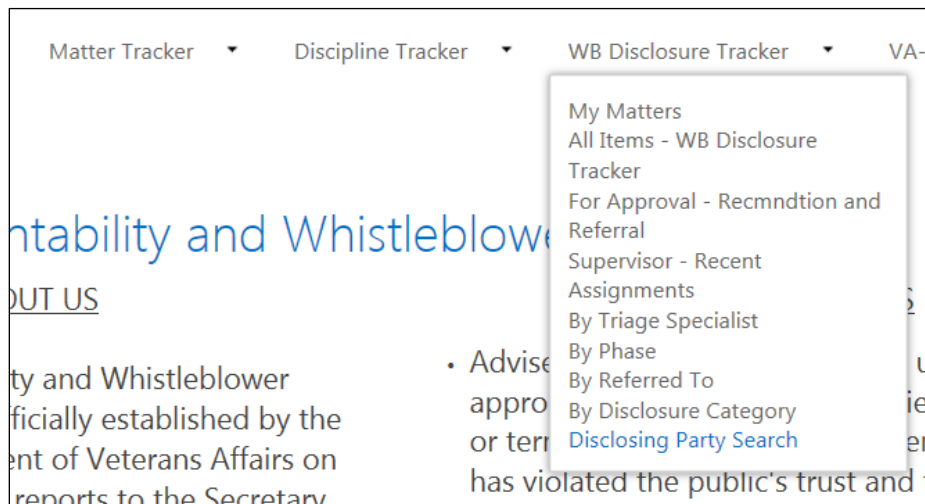 Matter Tracker Discipline Tracker WB Disclosure Tracker VA-
My Matters
All Items - WB Disclosure
Tracker
For Approval - Recmndtion and
Referral
Supervisor - Recent
Assignments
By Triage Specialist
By Phase
By Referred To
By Disclosure Category
Disclosing Party Search
ntability and Whistleblowe
OUT US
ty and Whistleblower
ficially established by the
ent of Veterans Affairs on
reports to the Secretary
• Advise
appro
or terr
has violated the public's trust and